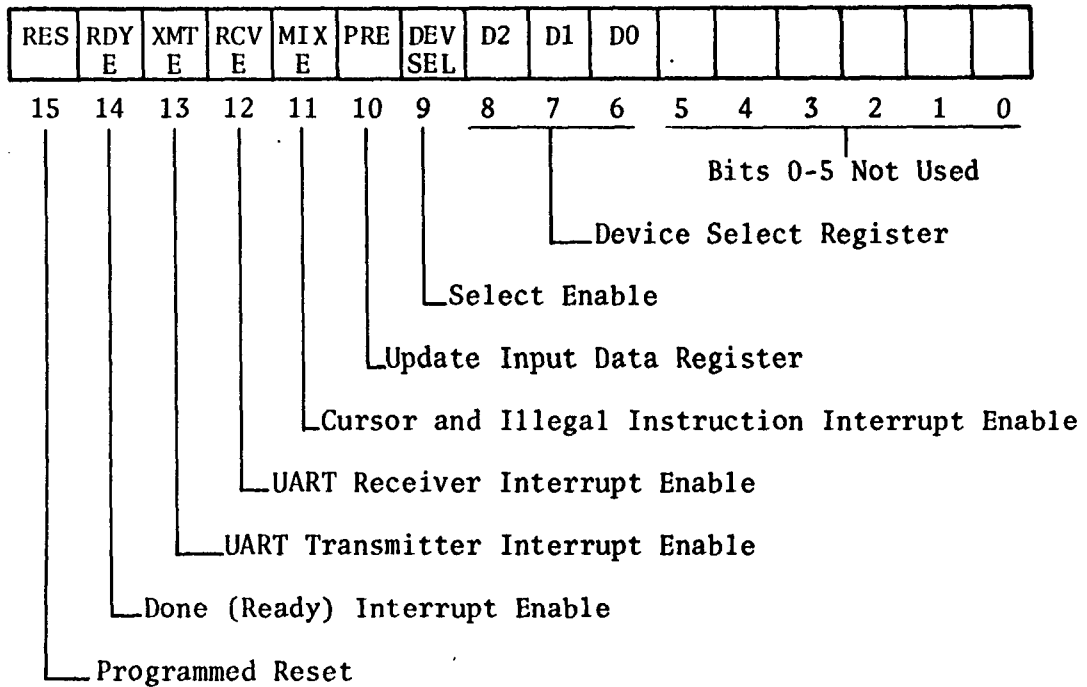 RES RDY XMT RCV MIX PRE DEV D2 D1 D0
E E E E SEL
15 14 13 12 11 10 9 8 7 6 5 4 3 2 1 0
Bits 0-5 Not Used
Device Select Register
Select Enable
Update Input Data Register
Cursor and Illegal Instruction Interrupt Enable
UART Receiver Interrupt Enable
UART Transmitter Interrupt Enable
Done (Ready) Interrupt Enable
Programmed Reset